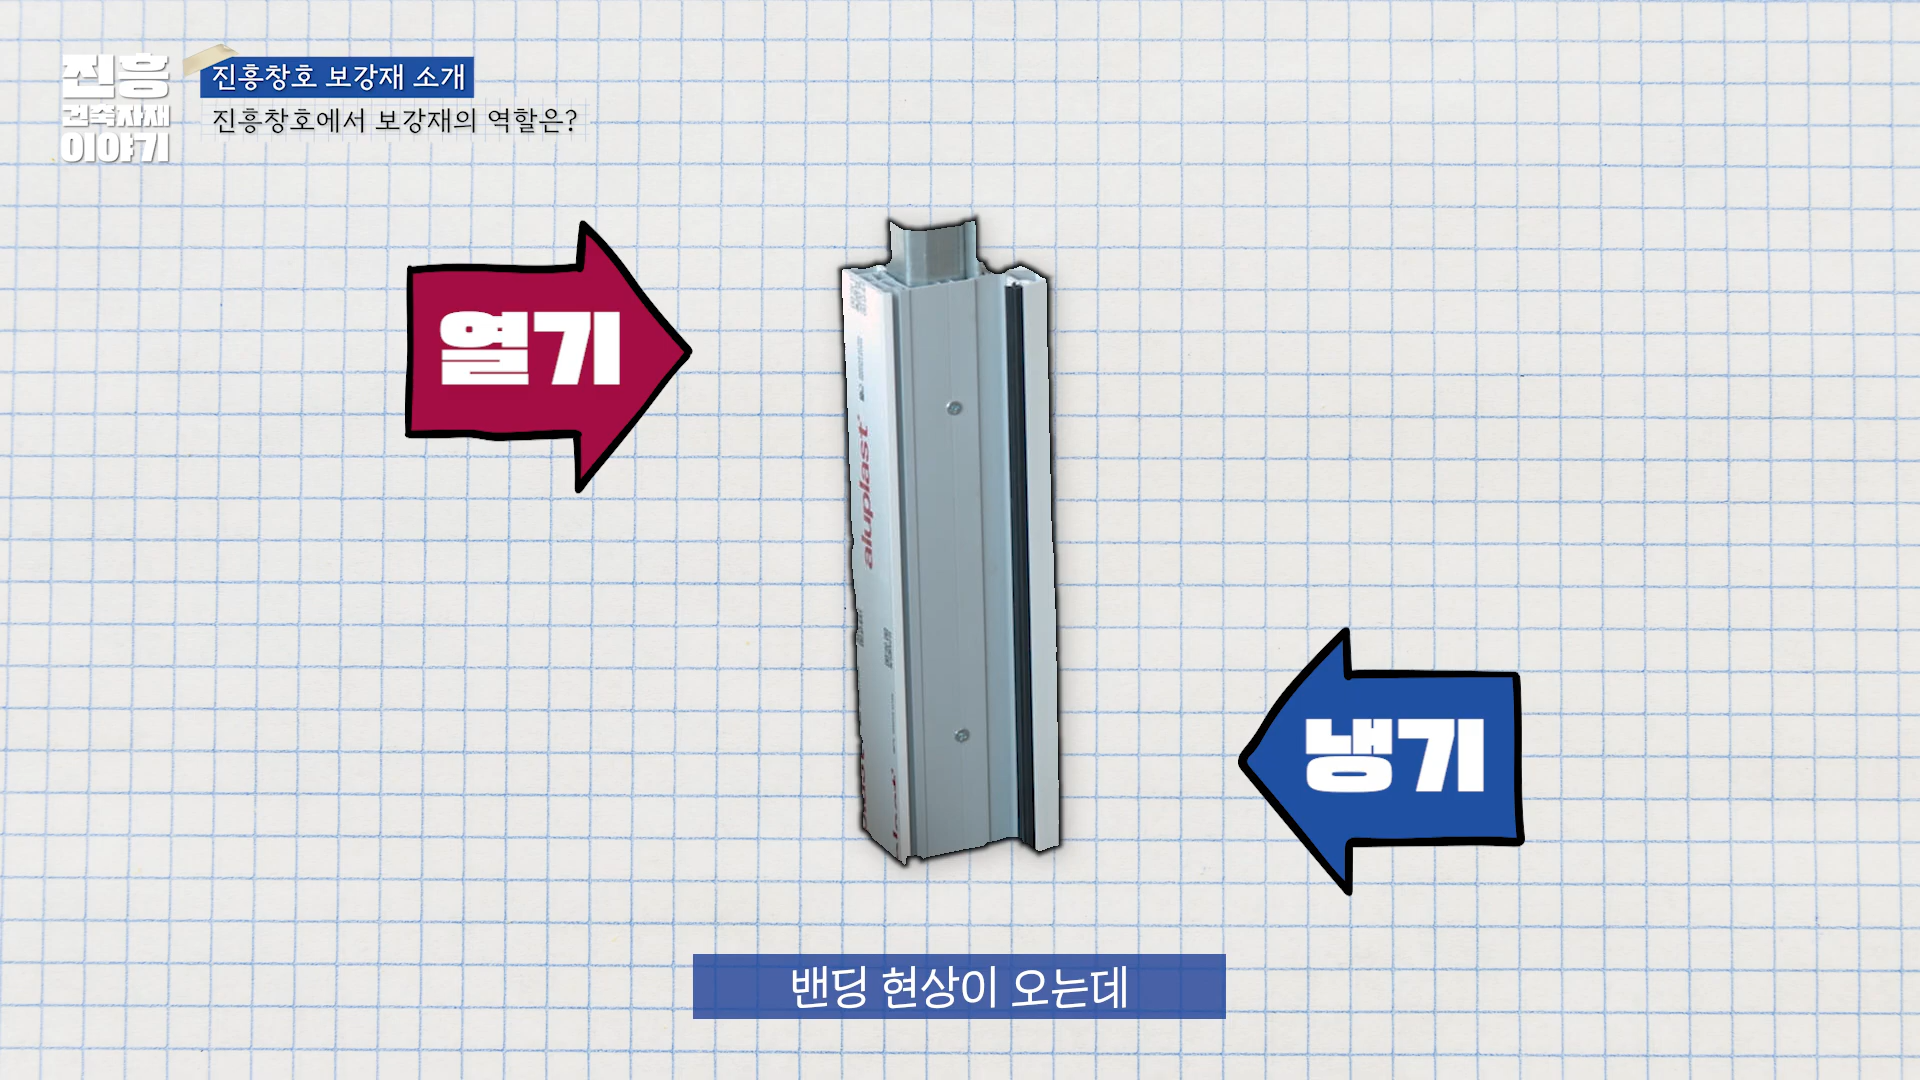 진흥
건축자재
이야기
진흥창호 보강재 소개
진흥창호에서 보강재의 역할은?
열기
aluplast
냉기
밴딩 현상이 오는데